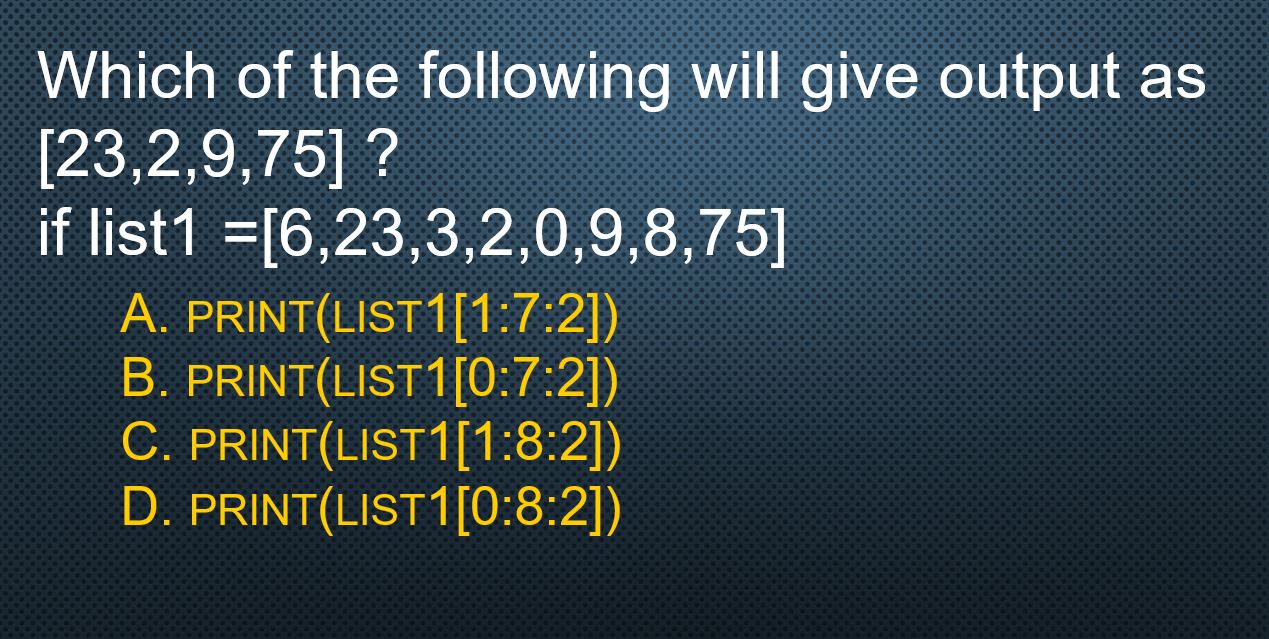 Which of the following will give output as
[23,2,9,75] ?
if list1 =[6,23,3,2,0,9,8,75]
A. PRINT(LIST1[1:7:2])
B. PRINT(LIST1[0:7:2])
C. PRINT(LIST1[1:8:2])
D. PRINT(LIST1[0:8:2])